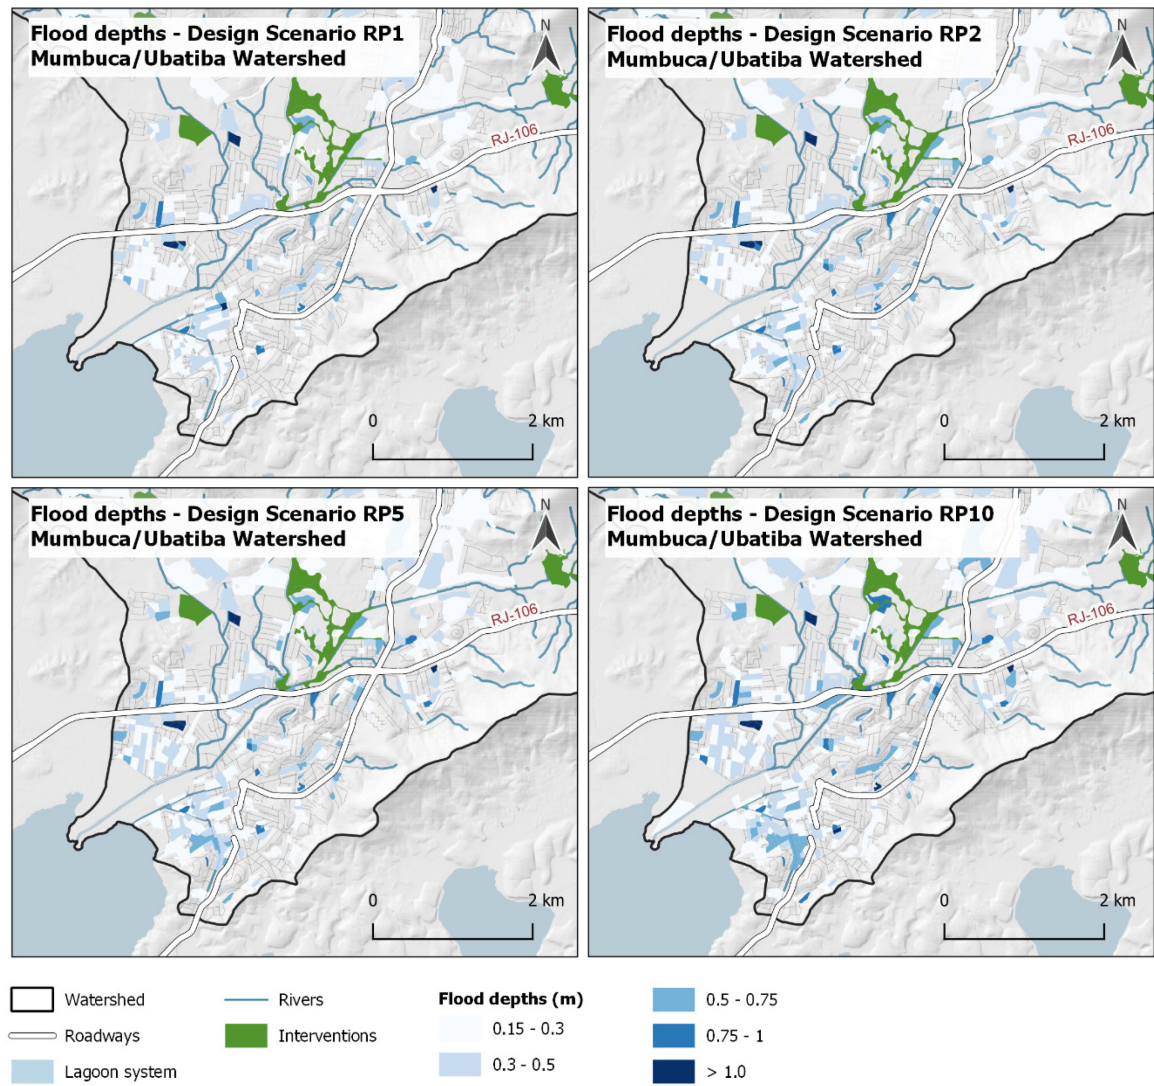 Flood depths - Design Scenario RP1
Mumbuca/Ubatiba Watershed
N
RJ-106
0
2 km
Flood depths - Design Scenario RP2
Mumbuca/Ubatiba Watershed
N
RJ-106
0
2 km
Flood depths - Design Scenario RP5
Mumbuca/Ubatiba Watershed
N
RJ-106
0
2 km
Flood depths - Design Scenario RP10
Mumbuca/Ubatiba Watershed
N
RJ-106
0
2 km
Watershed
Roadways
Lagoon system
Rivers
Interventions
Flood depths (m)
0.15 - 0.3
0.3 - 0.5
0.5 - 0.75
0.75 - 1
> 1.0